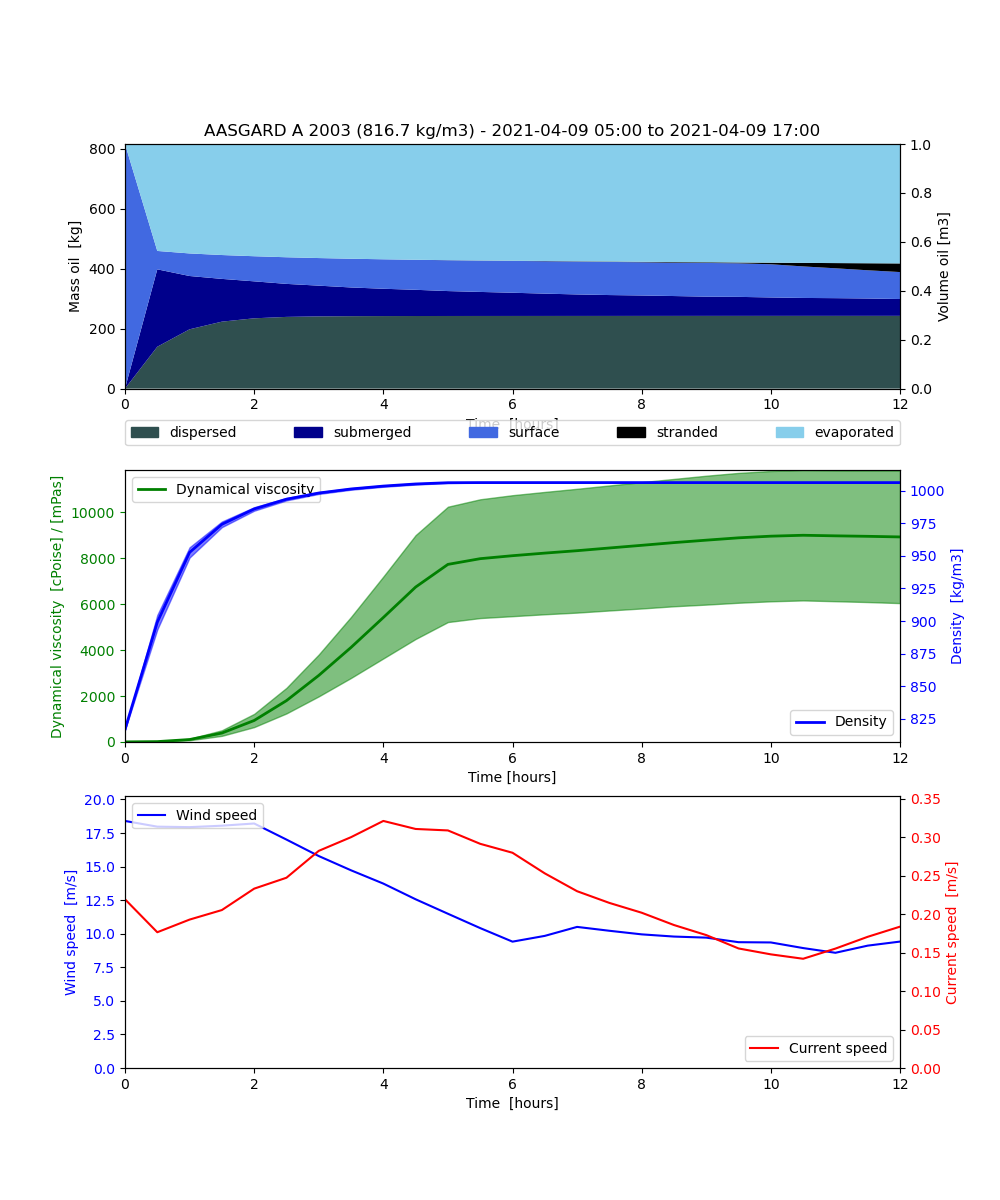 AASGARD A 2003 (816.7 kg/m3) - 2021-04-09 05:00 to 2021-04-09 17:00
Mass oil  [kg]
800
600
400
200
0
1.0
0.8
0.6
0.4
0.2
0.0
Volume oil [m3]
0 2 4 6 8 10 12
Time  [hours]
dispersed submerged surface stranded evaporated
Dynamical viscosity  [cPoise] / [mPas]
10000
8000
6000
4000
2000
0
Dynamical viscosity
1000
975
950
925
900
875
850
825
Density  [kg/m3]
Density
0 2 4 6 8 10 12
Time [hours]
Wind speed  [m/s]
20.0
17.5
15.0
12.5
10.0
7.5
5.0
2.5
0.0
Wind speed
0.35
0.30
0.25
0.20
0.15
0.10
0.05
0.00
Current speed  [m/s]
Current speed
0 2 4 6 8 10 12
Time  [hours]